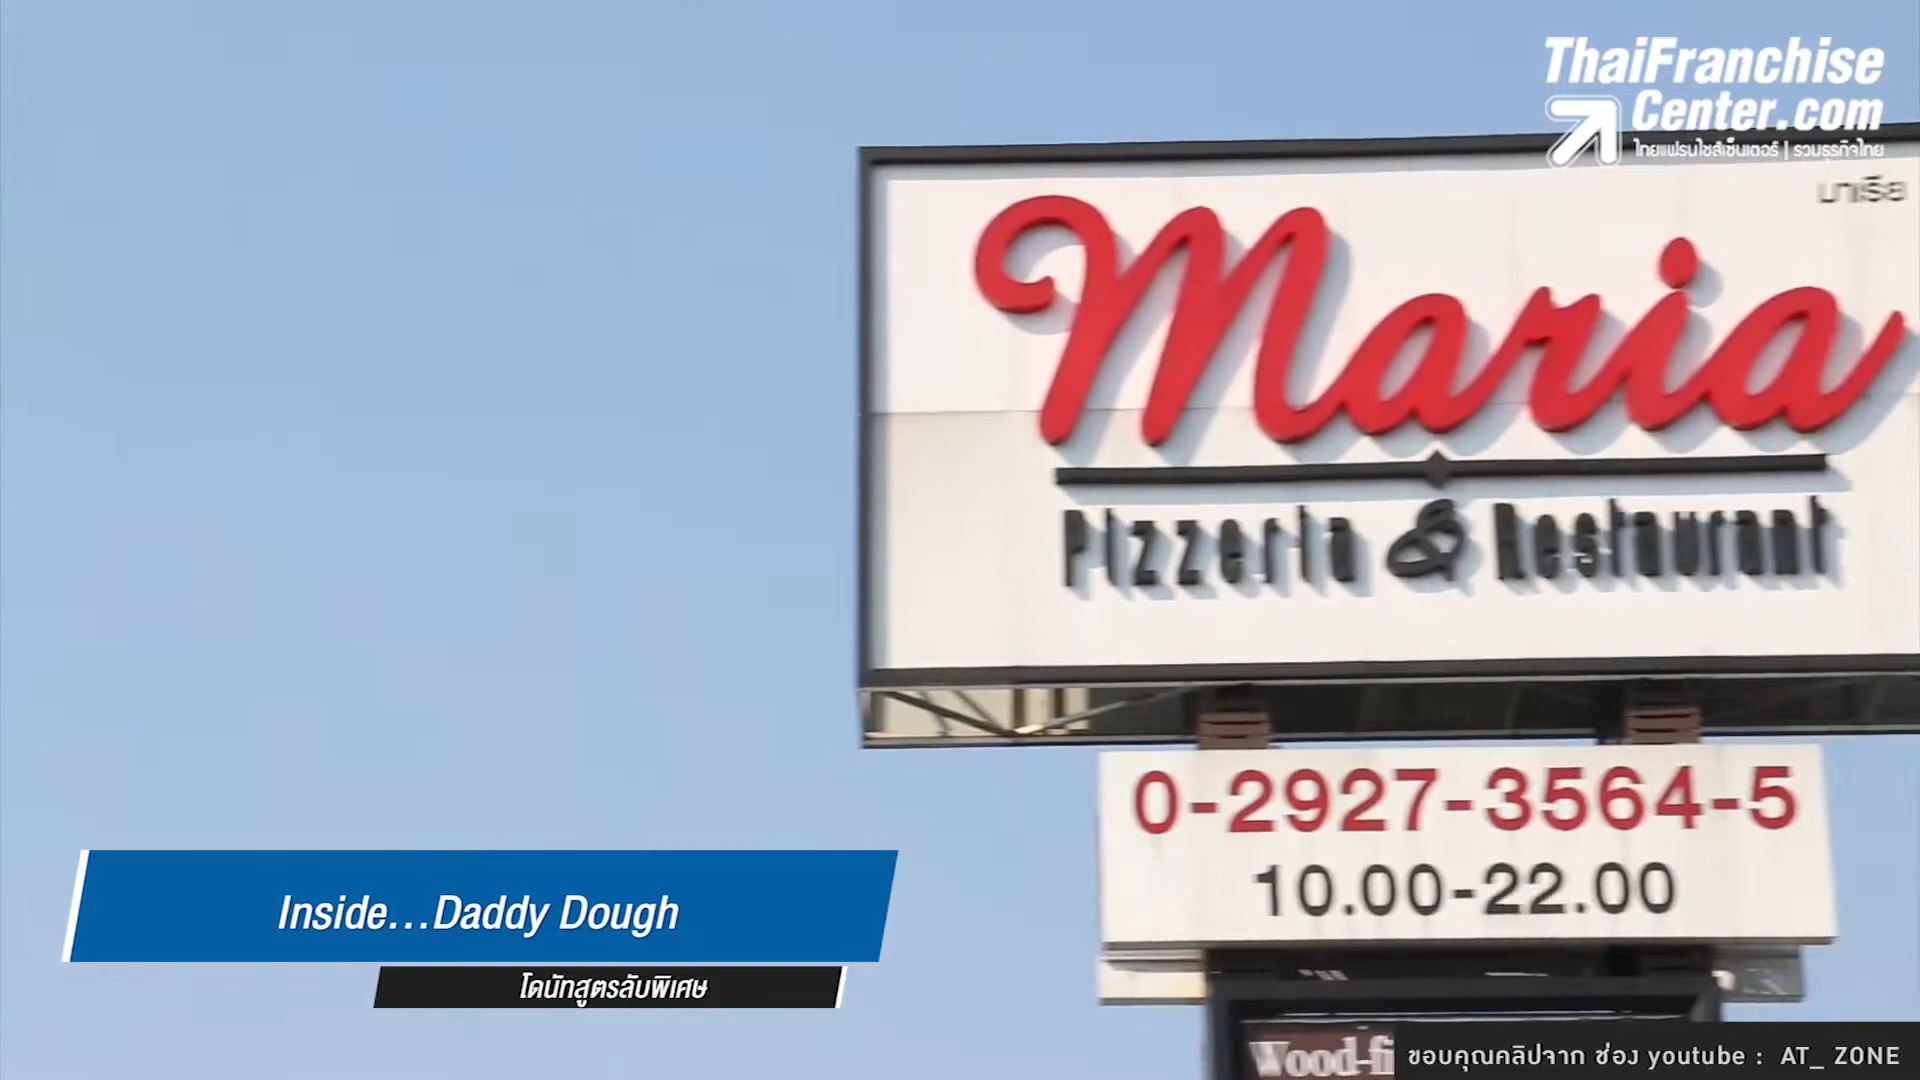 ThaiFranchise
Center.com
ไทยแฟรนไชส์เซ็นเตอร์ | รวมธุรกิจไทย
มาเรีย
Maria
Pizzeria & Restaurant
0-2927-3564-5
10.00-22.00
Inside...Daddy Dough
โดนัทสูตรลับพิเศษ
Wood-fi
ขอบคุณคลิปจาก ช่อง youtube : AT_ ZONE